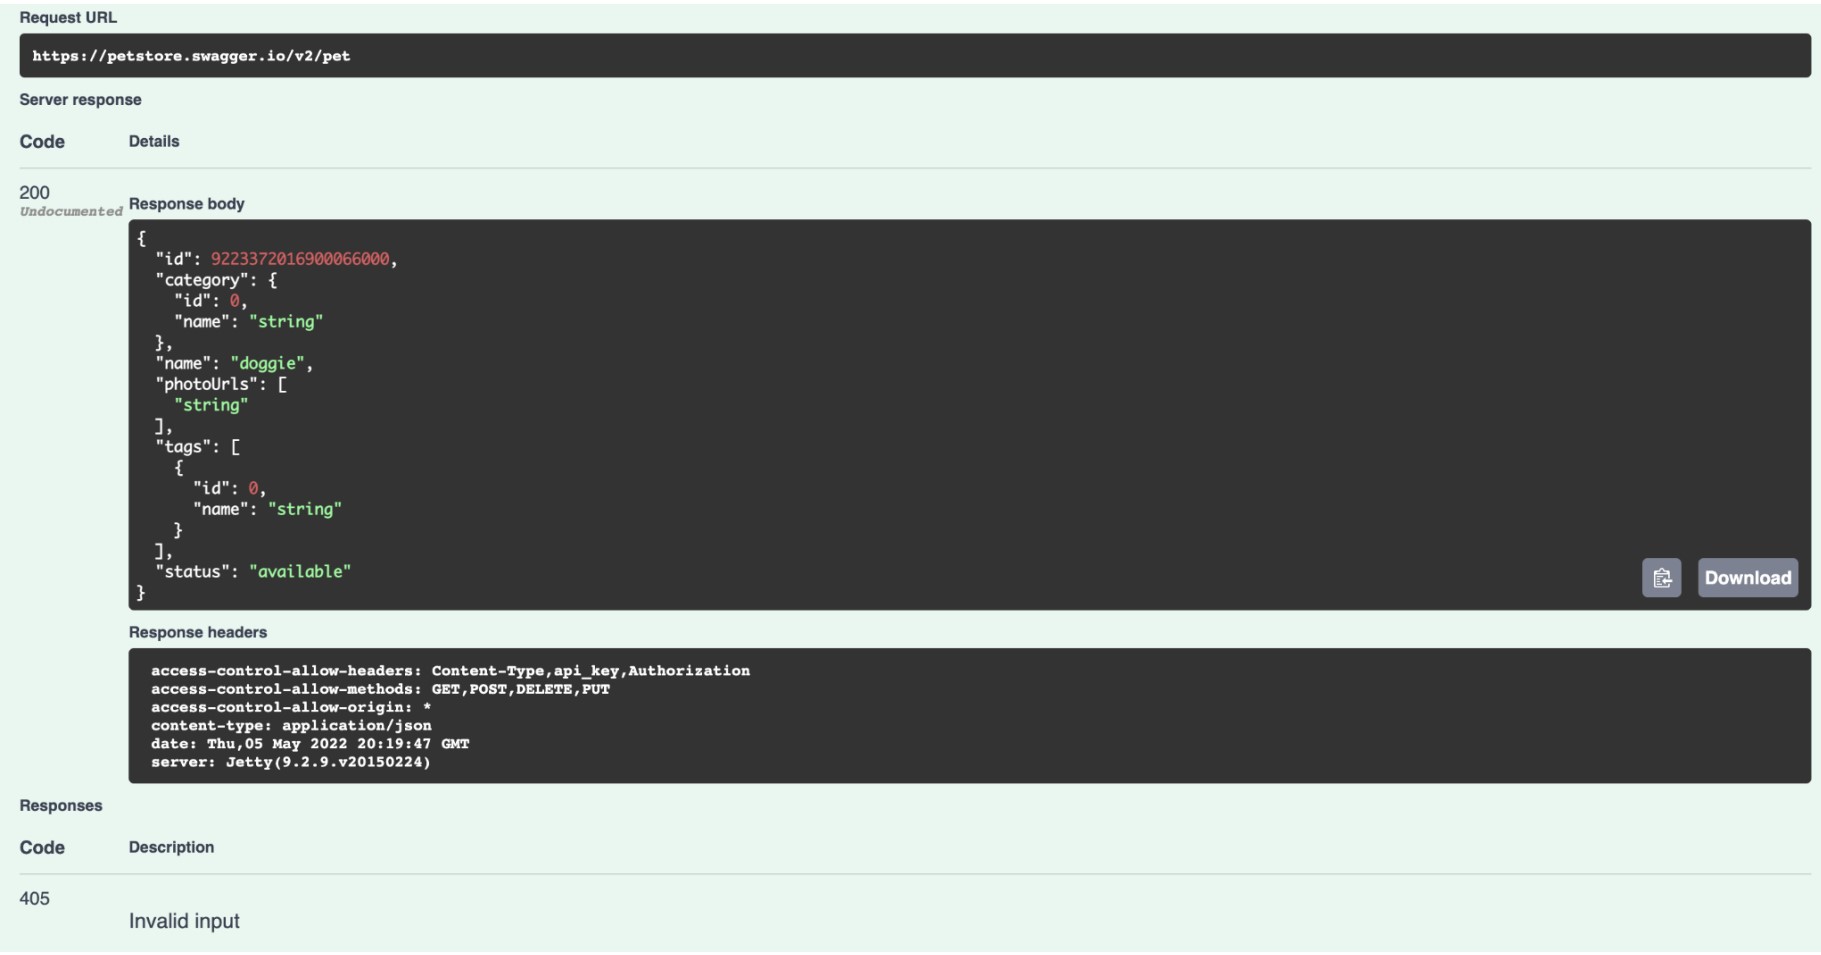 Request URL
https://petstore.swagger.io/v2/pet
Server response
Code Details
200
Undocumented
Response body
{
  "id": 9223372016900066000,
  "category": {
    "id": 0,
    "name": "string"
  },
  "name": "doggie",
  "photoUrls": [
    "string"
  ],
  "tags": [
    {
      "id": 0,
      "name": "string"
    }
  ],
  "status": "available"
}
Download
Response headers
access-control-allow-headers: Content-Type,api_key,Authorization
access-control-allow-methods: GET,POST,DELETE,PUT
access-control-allow-origin: *
content-type: application/json
date: Thu,05 May 2022 20:19:47 GMT
server: Jetty(9.2.9.v20150224)
Responses
Code Description
405
Invalid input